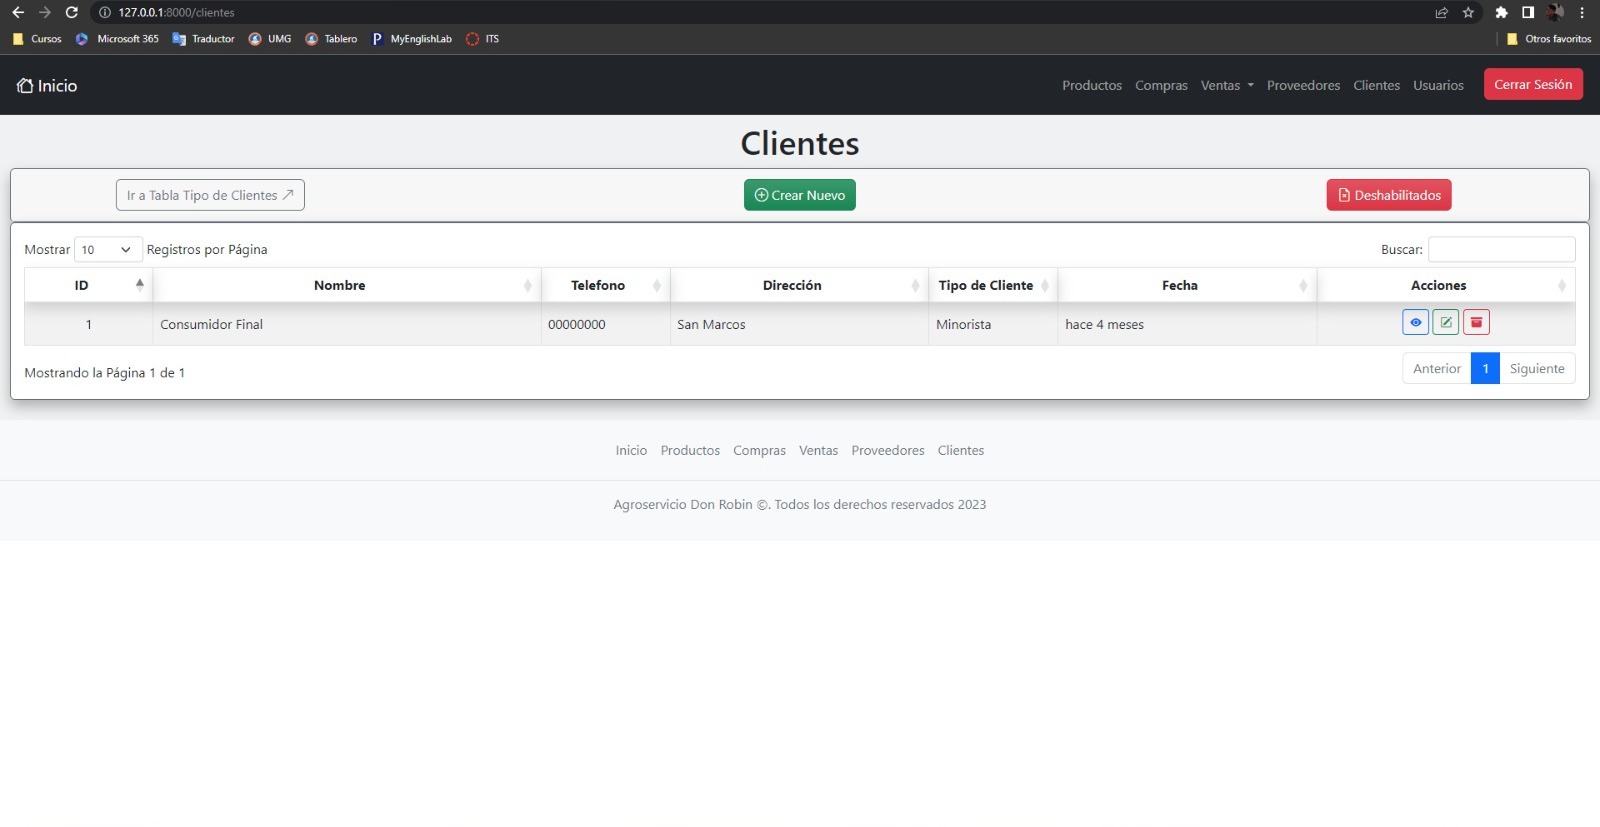 127.0.0.1:8000/clientes
Cursos Microsoft 365 Traductor UMG Tablero MyEnglishLab ITS Otros favoritos
Inicio Productos Compras Ventas Proveedores Clientes Usuarios Cerrar Sesión
Clientes
Ir a Tabla Tipo de Clientes Crear Nuevo Deshabilitados
Mostrar 10 Registros por Página Buscar:
ID Nombre Telefono Dirección Tipo de Cliente Fecha Acciones
1 Consumidor Final 00000000 San Marcos Minorista hace 4 meses
Mostrando la Página 1 de 1 Anterior 1 Siguiente
Inicio Productos Compras Ventas Proveedores Clientes
Agroservicio Don Robin ©. Todos los derechos reservados 2023